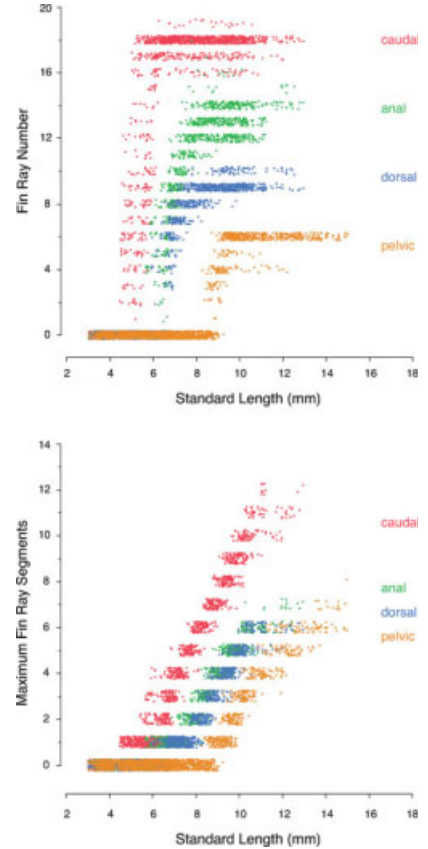 20
16
12
8
4
0
Fin Ray Number
caudal
anal
dorsal
pelvic
2 4 6 8 10 12 14 16 18
Standard Length (mm)
14
12
10
8
6
4
2
0
Maximum Fin Ray Segments
caudal
anal
dorsal
pelvic
2 4 6 8 10 12 14 16 18
Standard Length (mm)